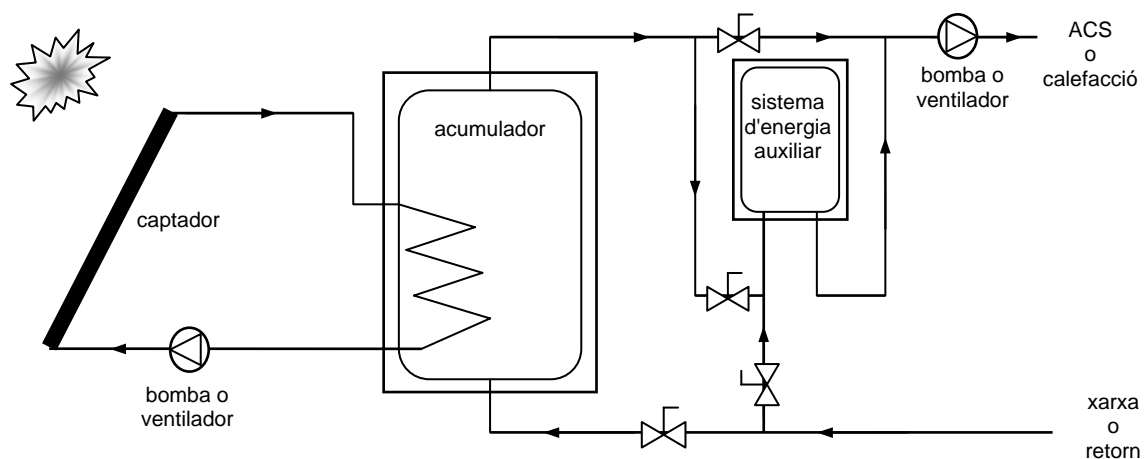 ACS
o
calefacció
bomba o
ventilador
sistema
d'energia
auxiliar
acumulador
captador
bomba o
ventilador
xarxa
o
retorn